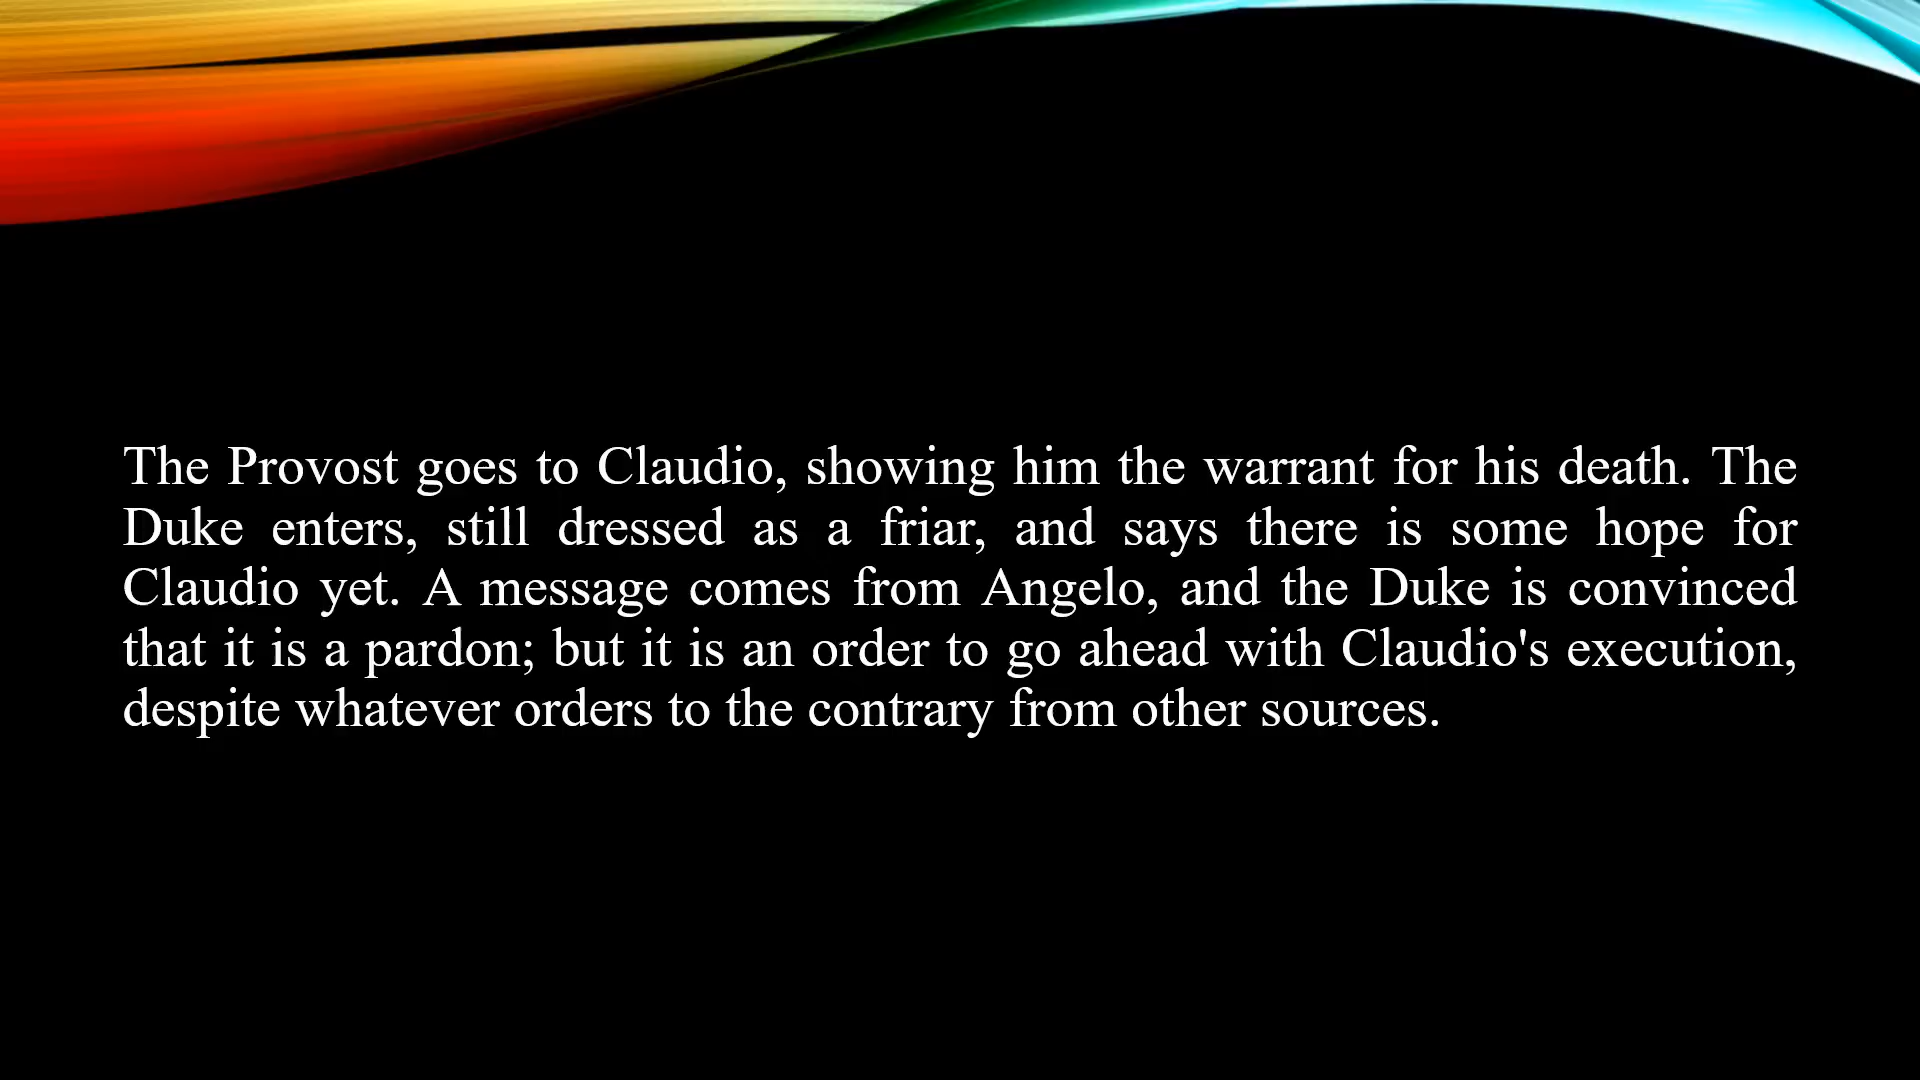 The Provost goes to Claudio, showing him the warrant for his death. The
Duke enters, still dressed as a friar, and says there is some hope for
Claudio yet. A message comes from Angelo, and the Duke is convinced
that it is a pardon; but it is an order to go ahead with Claudio's execution,
despite whatever orders to the contrary from other sources.